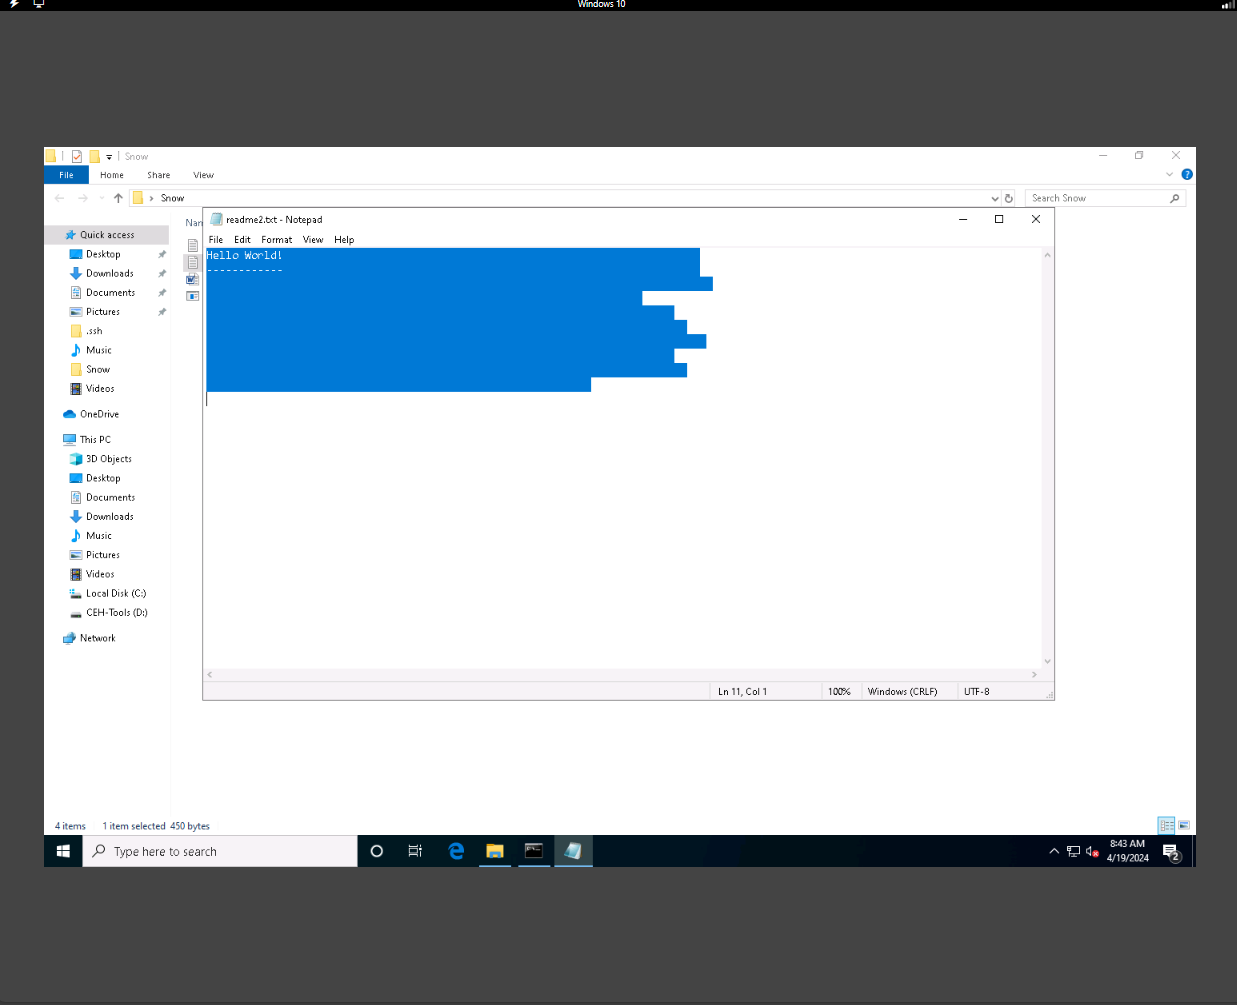 Windows 10
Snow
File Home Share View
Snow
Search Snow
readme2.txt - Notepad
File Edit Format View Help
Hello World!
------------
Quick access
Desktop
Downloads
Documents
Pictures
.ssh
Music
Snow
Videos
OneDrive
This PC
3D Objects
Desktop
Documents
Downloads
Music
Pictures
Videos
Local Disk (C:)
CEH-Tools (D:)
Network
Ln 11, Col 1 100% Windows (CRLF) UTF-8
4 items 1 item selected 450 bytes
Type here to search
8:43 AM
4/19/2024
2